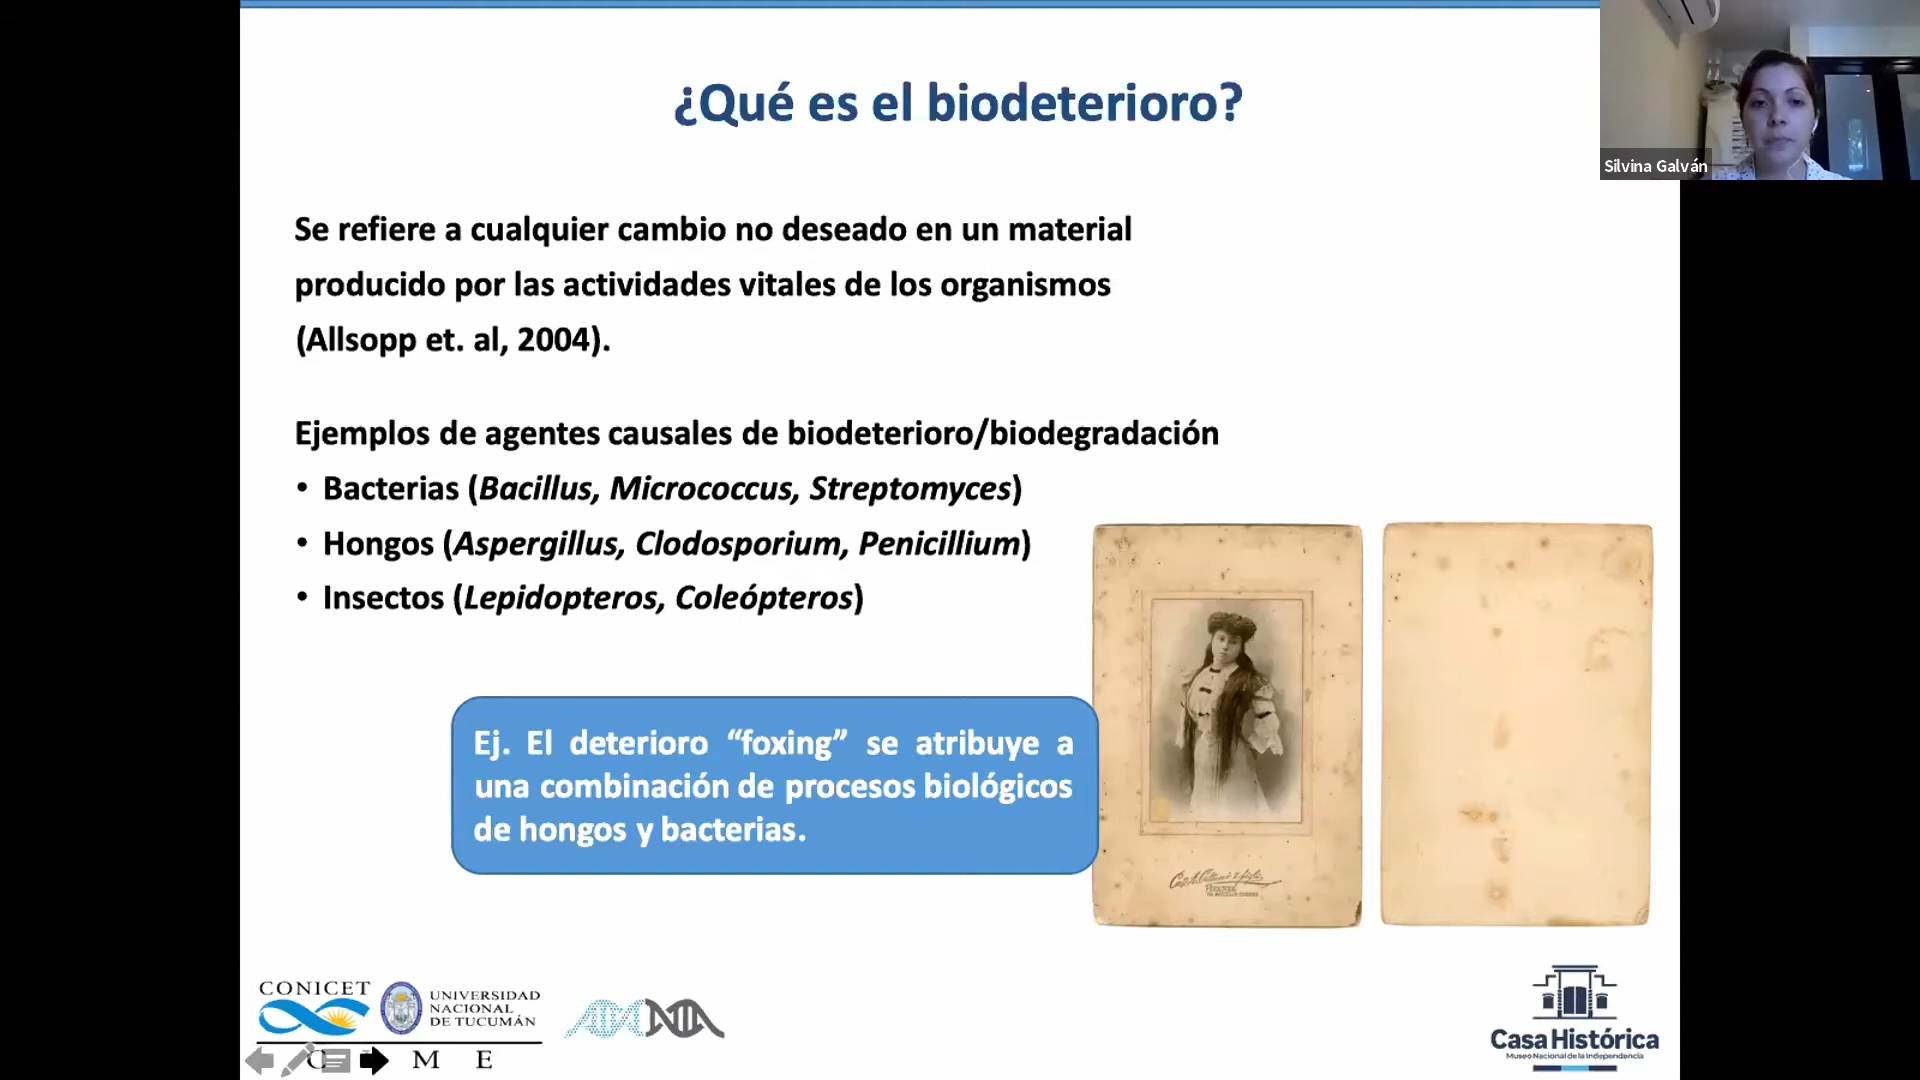 ¿Qué es el biodeterioro?
Silvina Galván
Se refiere a cualquier cambio no deseado en un material
producido por las actividades vitales de los organismos
(Allsopp et. al, 2004).
Ejemplos de agentes causales de biodeterioro/biodegradación
• Bacterias (Bacillus, Micrococcus, Streptomyces)
• Hongos (Aspergillus, Clodosporium, Penicillium)
• Insectos (Lepidopteros, Coleópteros)
Ej. El deterioro “foxing” se atribuye a
una combinación de procesos biológicos
de hongos y bacterias.
CONICET
UNIVERSIDAD
NACIONAL
DE TUCUMÁN
M E
Casa Histórica
Museo Nacional de la Independencia